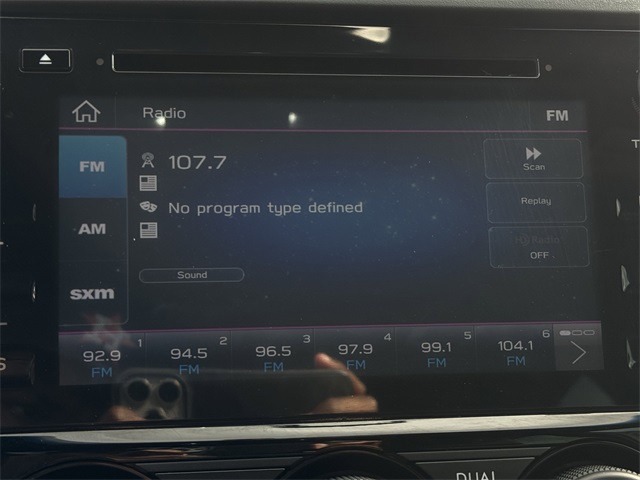 Radio
FM
FM
107.7
Scan
No program type defined
Replay
AM
HD Radio
OFF
Sound
sxm
1 2 3 4 5 6
92.9 94.5 96.5 97.9 99.1 104.1
FM FM FM FM FM FM
DUAL